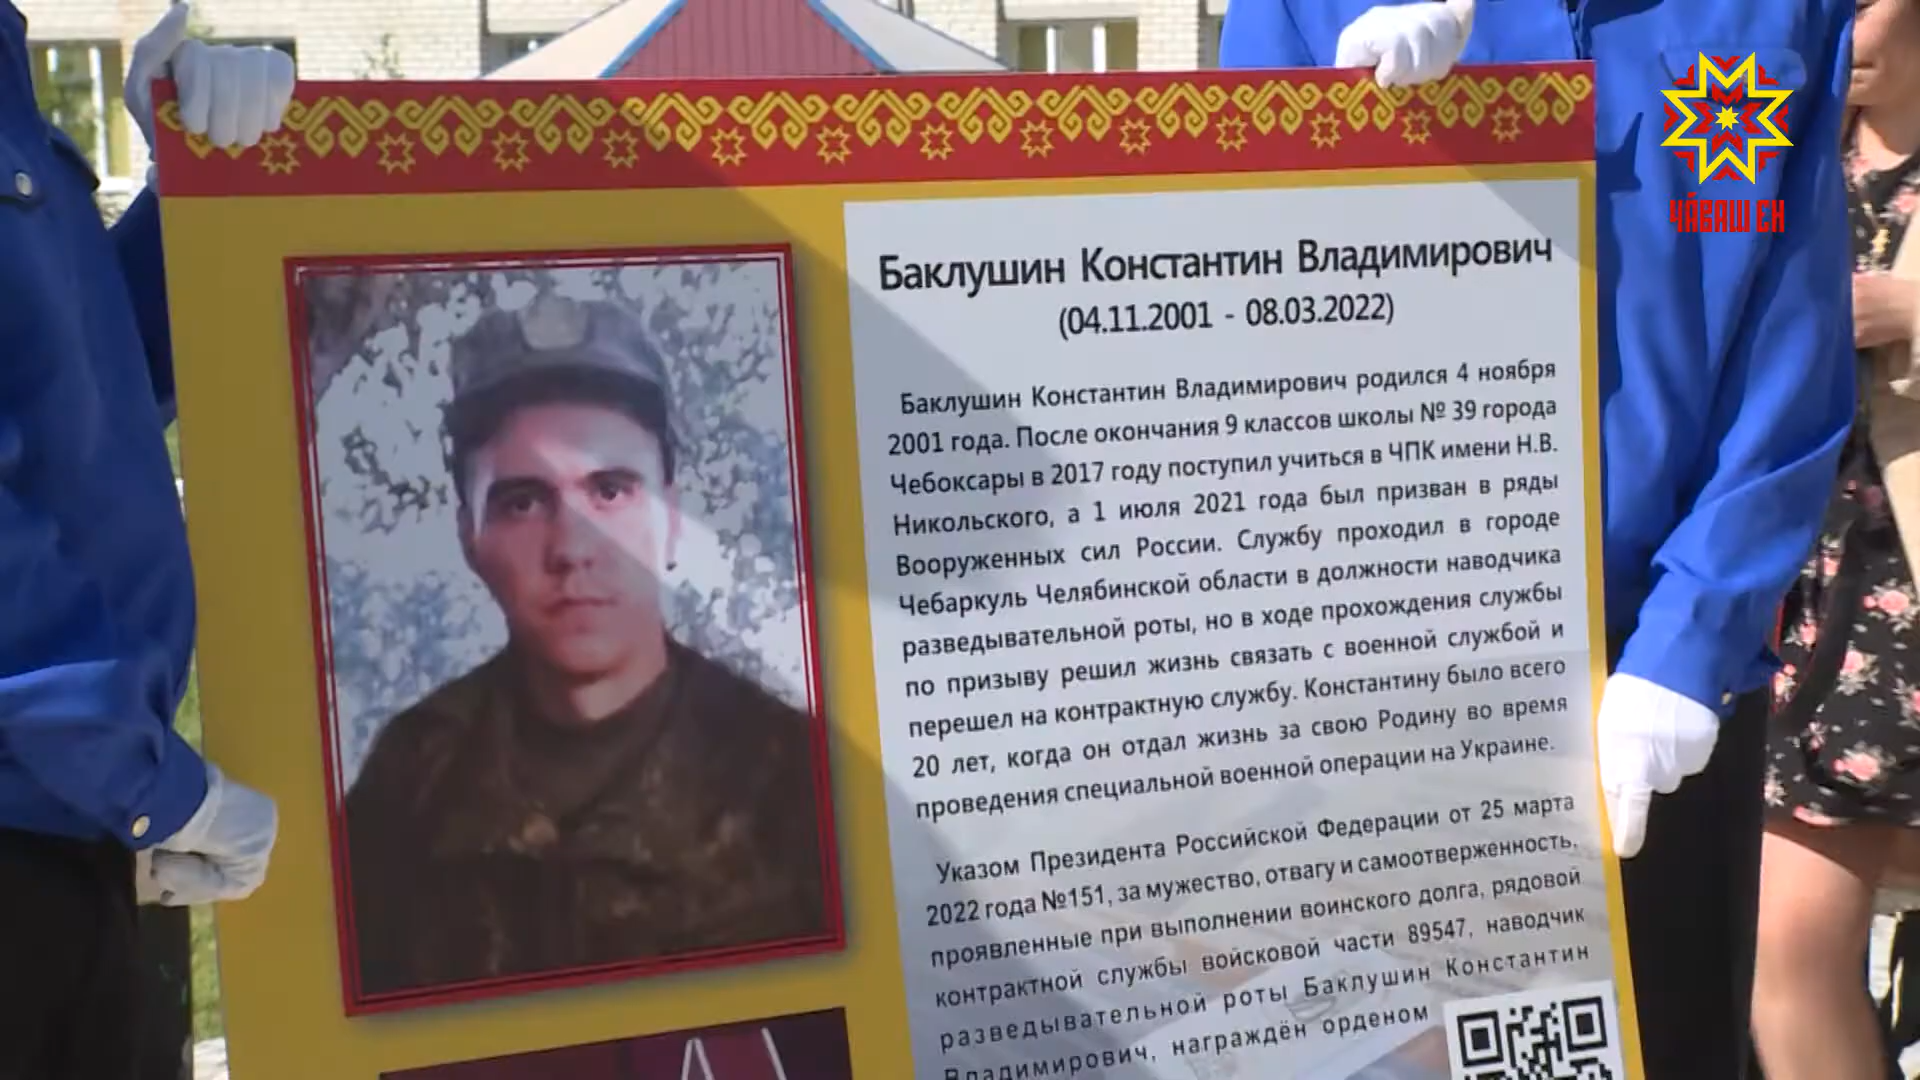 ЧӐВАШ ЕН
Баклушин Константин Владимирович
(04.11.2001 - 08.03.2022)
Баклушин Константин Владимирович родился 4 ноября
2001 года. После окончания 9 классов школы № 39 города
Чебоксары в 2017 году поступил учиться в ЧПК имени Н.В.
Никольского, а 1 июля 2021 года был призван в ряды
Вооруженных сил России. Службу проходил в городе
Чебаркуль Челябинской области в должности наводчика
разведывательной роты, но в ходе прохождения службы
по призыву решил жизнь связать с военной службой и
перешел на контрактную службу. Константину было всего
20 лет, когда он отдал жизнь за свою Родину во время
проведения специальной военной операции на Украине.
Указом Президента Российской Федерации от 25 марта
2022 года №151, за мужество, отвагу и самоотверженность,
проявленные при выполнении воинского долга, рядовой
контрактной службы войсковой части 89547, наводчик
разведывательной роты Баклушин Константин
Владимирович, награждён орденом